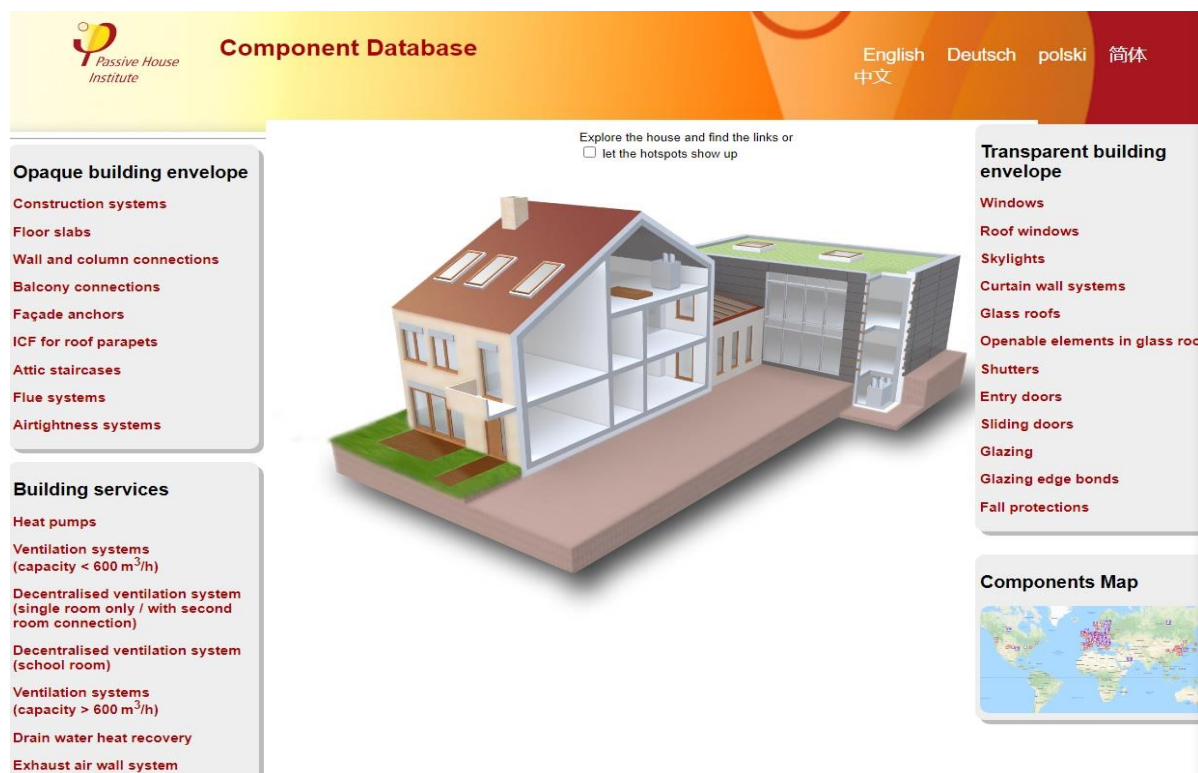 Passive House
Institute
Component Database
English Deutsch polski 简体
中文
Explore the house and find the links or
let the hotspots show up
Opaque building envelope
Construction systems
Floor slabs
Wall and column connections
Balcony connections
Façade anchors
ICF for roof parapets
Attic staircases
Flue systems
Airtightness systems
Building services
Heat pumps
Ventilation systems
(capacity < 600 m³/h)
Decentralised ventilation system
(single room only / with second
room connection)
Decentralised ventilation system
(school room)
Ventilation systems
(capacity > 600 m³/h)
Drain water heat recovery
Exhaust air wall system
Transparent building
envelope
Windows
Roof windows
Skylights
Curtain wall systems
Glass roofs
Openable elements in glass roo
Shutters
Entry doors
Sliding doors
Glazing
Glazing edge bonds
Fall protections
Components Map